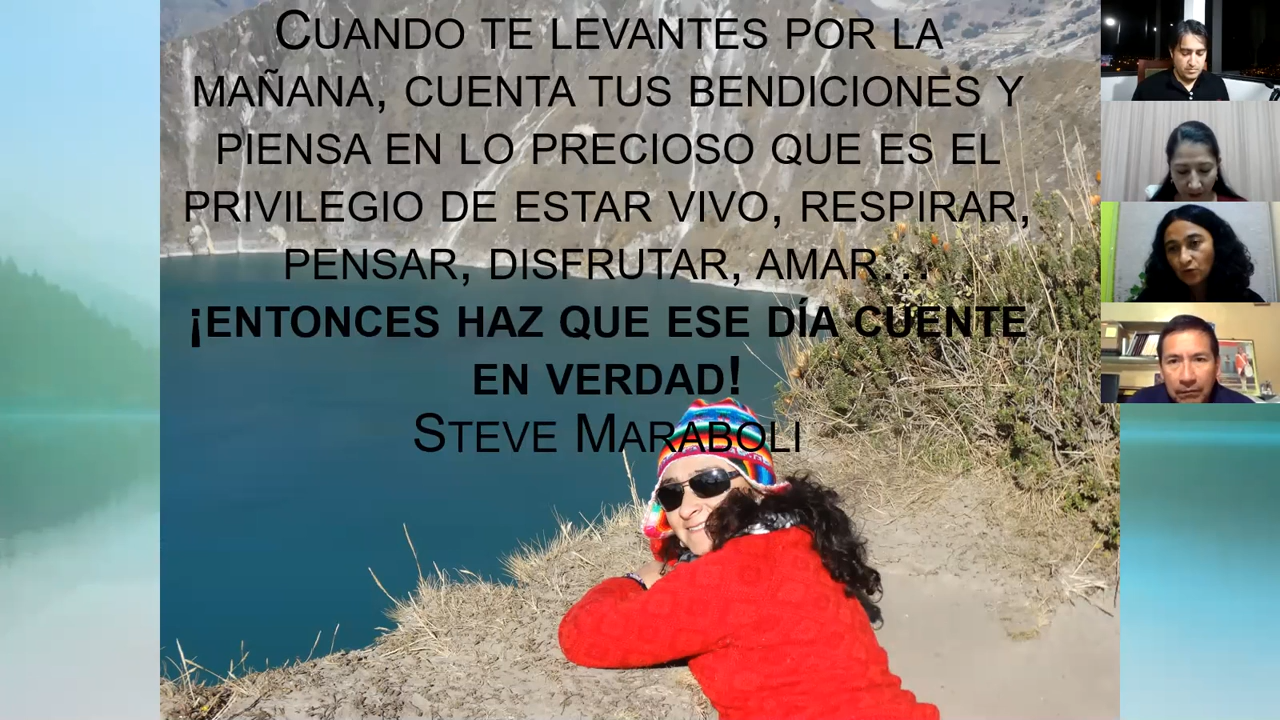 CUANDO TE LEVANTES POR LA
MAÑANA, CUENTA TUS BENDICIONES Y
PIENSA EN LO PRECIOSO QUE ES EL
PRIVILEGIO DE ESTAR VIVO, RESPIRAR,
PENSAR, DISFRUTAR, AMAR...
¡ENTONCES HAZ QUE ESE DÍA CUENTE
EN VERDAD!
STEVE MARABOLI